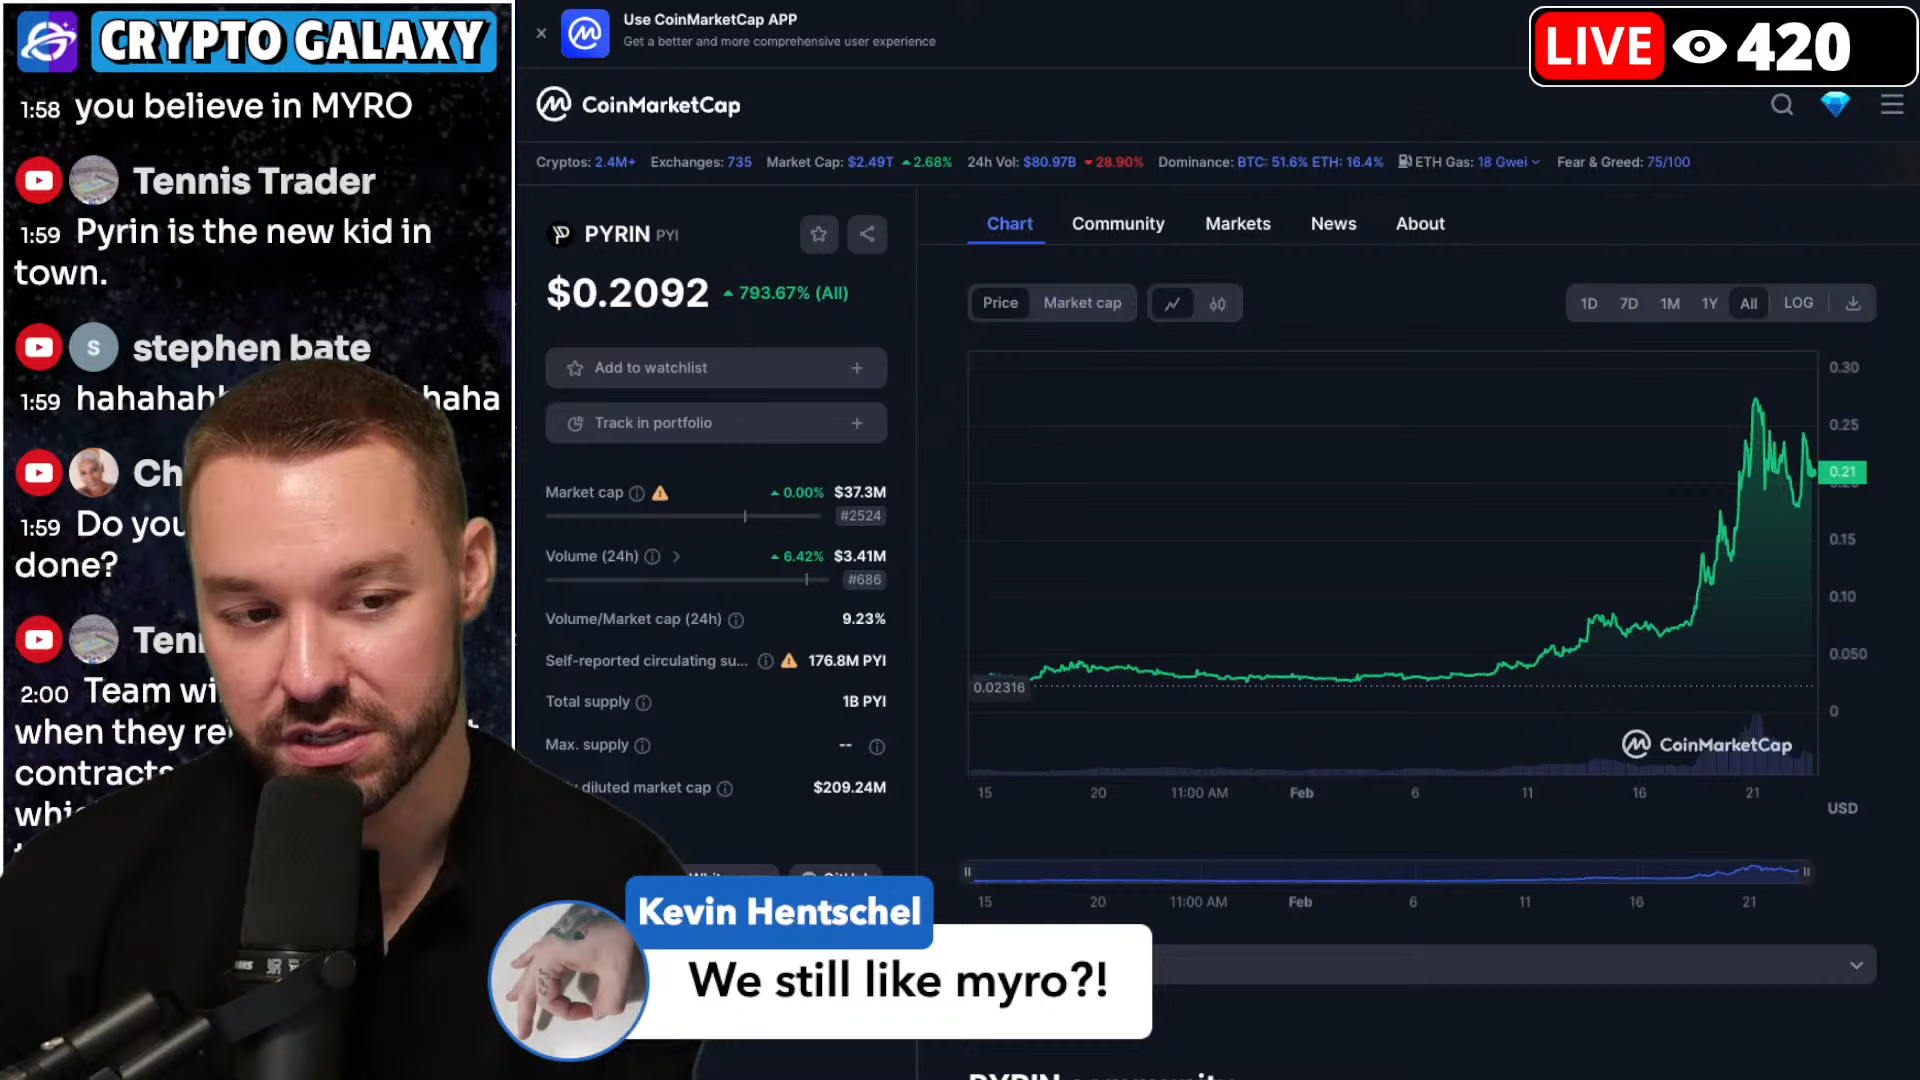 CRYPTO GALAXY
1:58 you believe in MYRO
Tennis Trader
1:59 Pyrin is the new kid in
town.
S stephen bate
1:59
1:59 Do you
done?
2:00 Team
when they
Use CoinMarketCap APP
Get a better and more comprehensive user experience
LIVE 420
CoinMarketCap
Cryptos: 2.4M+ Exchanges: 735 Market Cap: $2.49T 2.68% 24h Vol: $80.97B 28.90% Dominance: BTC: 51.6% ETH: 16.4% ETH Gas: 18 Gwei Fear & Greed: 75/100
PYRIN PYI
$0.2092 793.67% (All)
Add to watchlist +
Track in portfolio +
Market cap 0.00% $37.3M
#2524
Volume (24h) 6.42% $3.41M
#686
Volume/Market cap (24h) 9.23%
Self-reported circulating su... 176.8M PYI
Total supply 1B PYI
Max. supply --
diluted market cap $209.24M
Chart Community Markets News About
Price Market cap
1D 7D 1M 1Y All LOG
0.30
0.25
0.21
0.15
0.10
0.050
0
0.02316
CoinMarketCap
15 20 11:00 AM Feb 6 11 16 21
USD
15 20 11:00 AM Feb 6 11 16 21
Kevin Hentschel
We still like myro?!